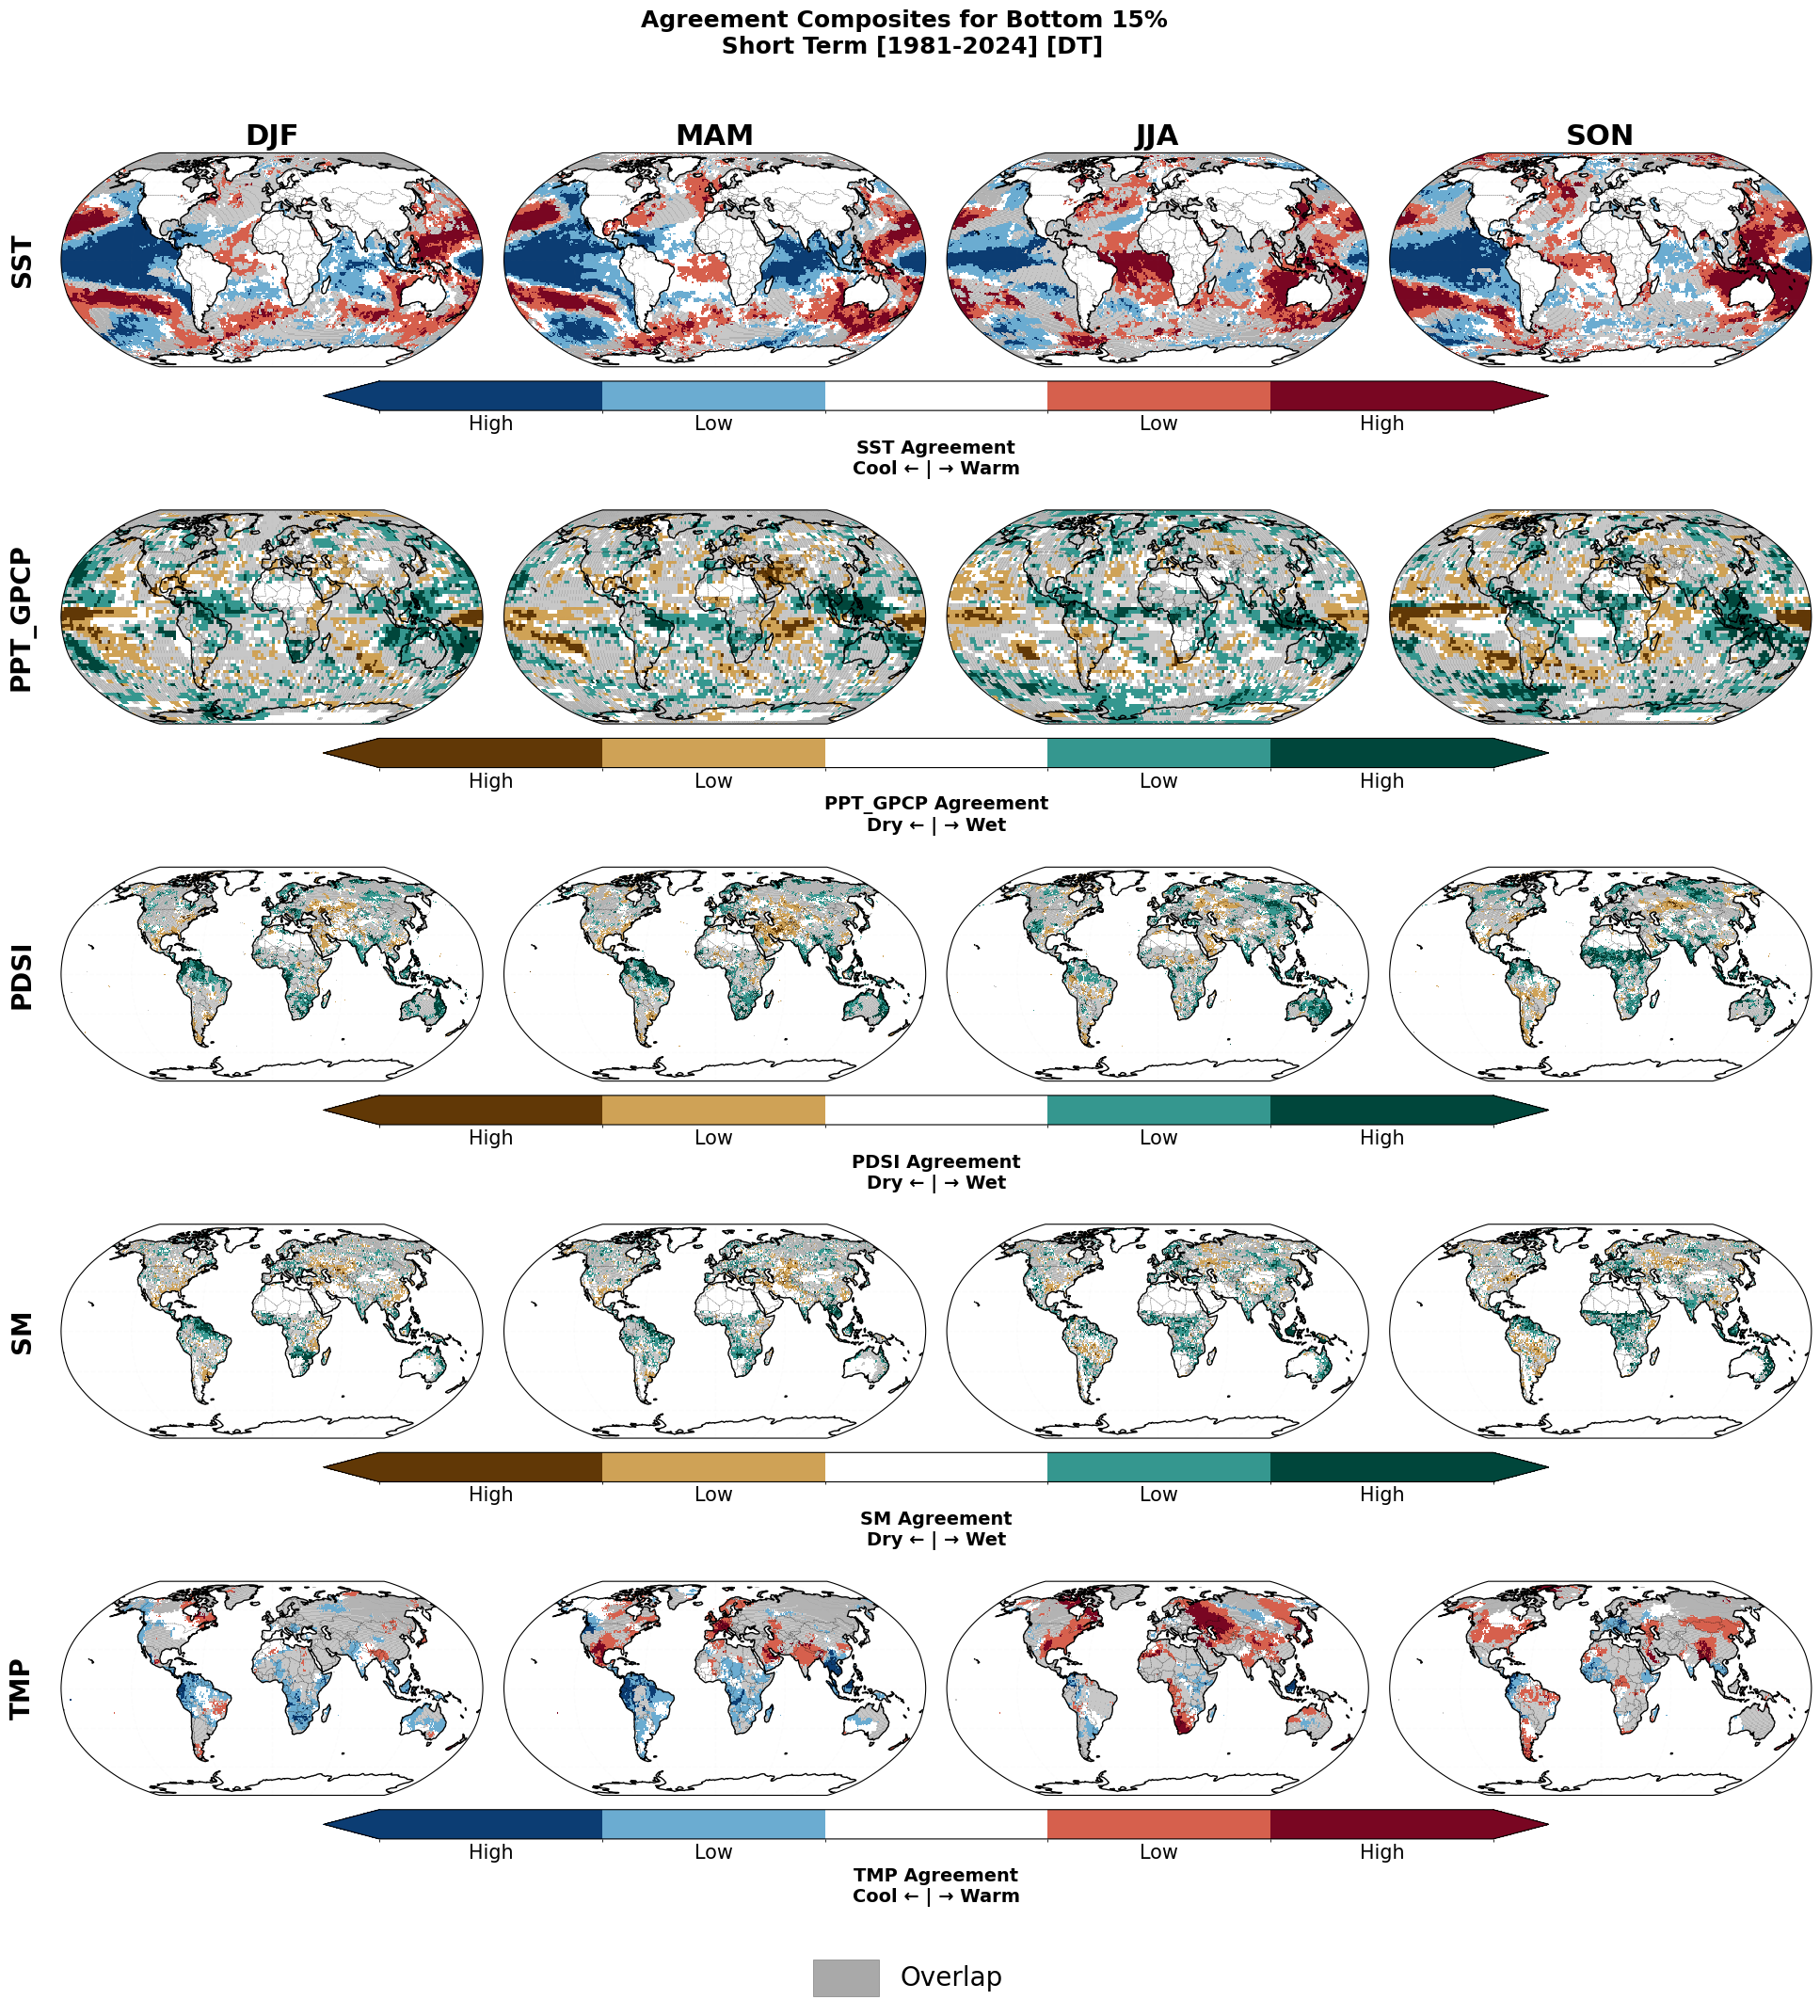 Agreement Composites for Bottom 15%
Short Term [1981-2024] [DT]
DJF MAM JJA SON
SST
High Low Low High
SST Agreement
Cool ← | → Warm
PPT_GPCP
High Low Low High
PPT_GPCP Agreement
Dry ← | → Wet
PDSI
High Low Low High
PDSI Agreement
Dry ← | → Wet
SM
High Low Low High
SM Agreement
Dry ← | → Wet
TMP
High Low Low High
TMP Agreement
Cool ← | → Warm
Overlap